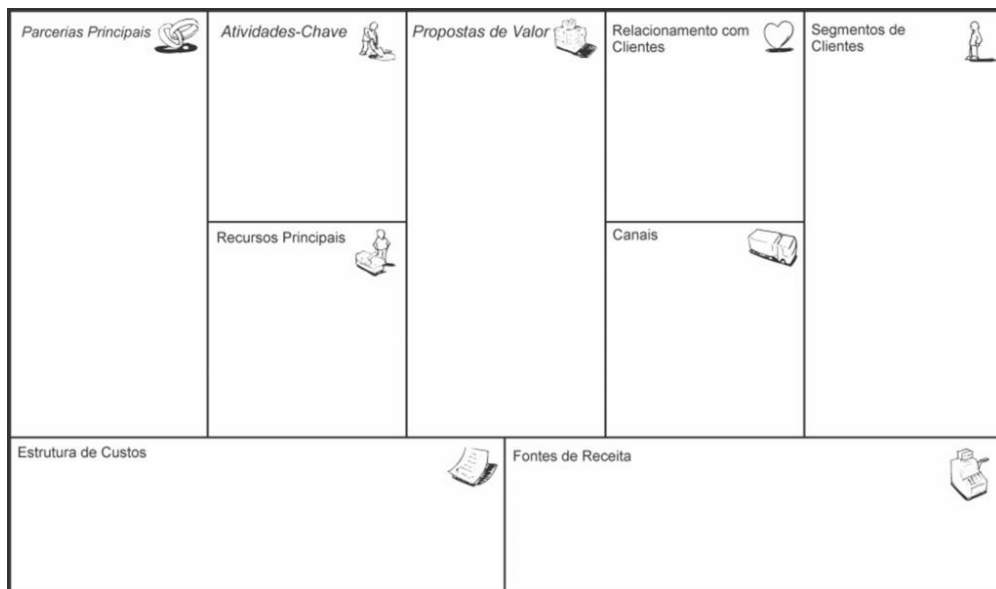 Parcerias Principais
Atividades-Chave
Propostas de Valor
Relacionamento com
Clientes
Segmentos de
Clientes
Recursos Principais
Canais
Estrutura de Custos
Fontes de Receita